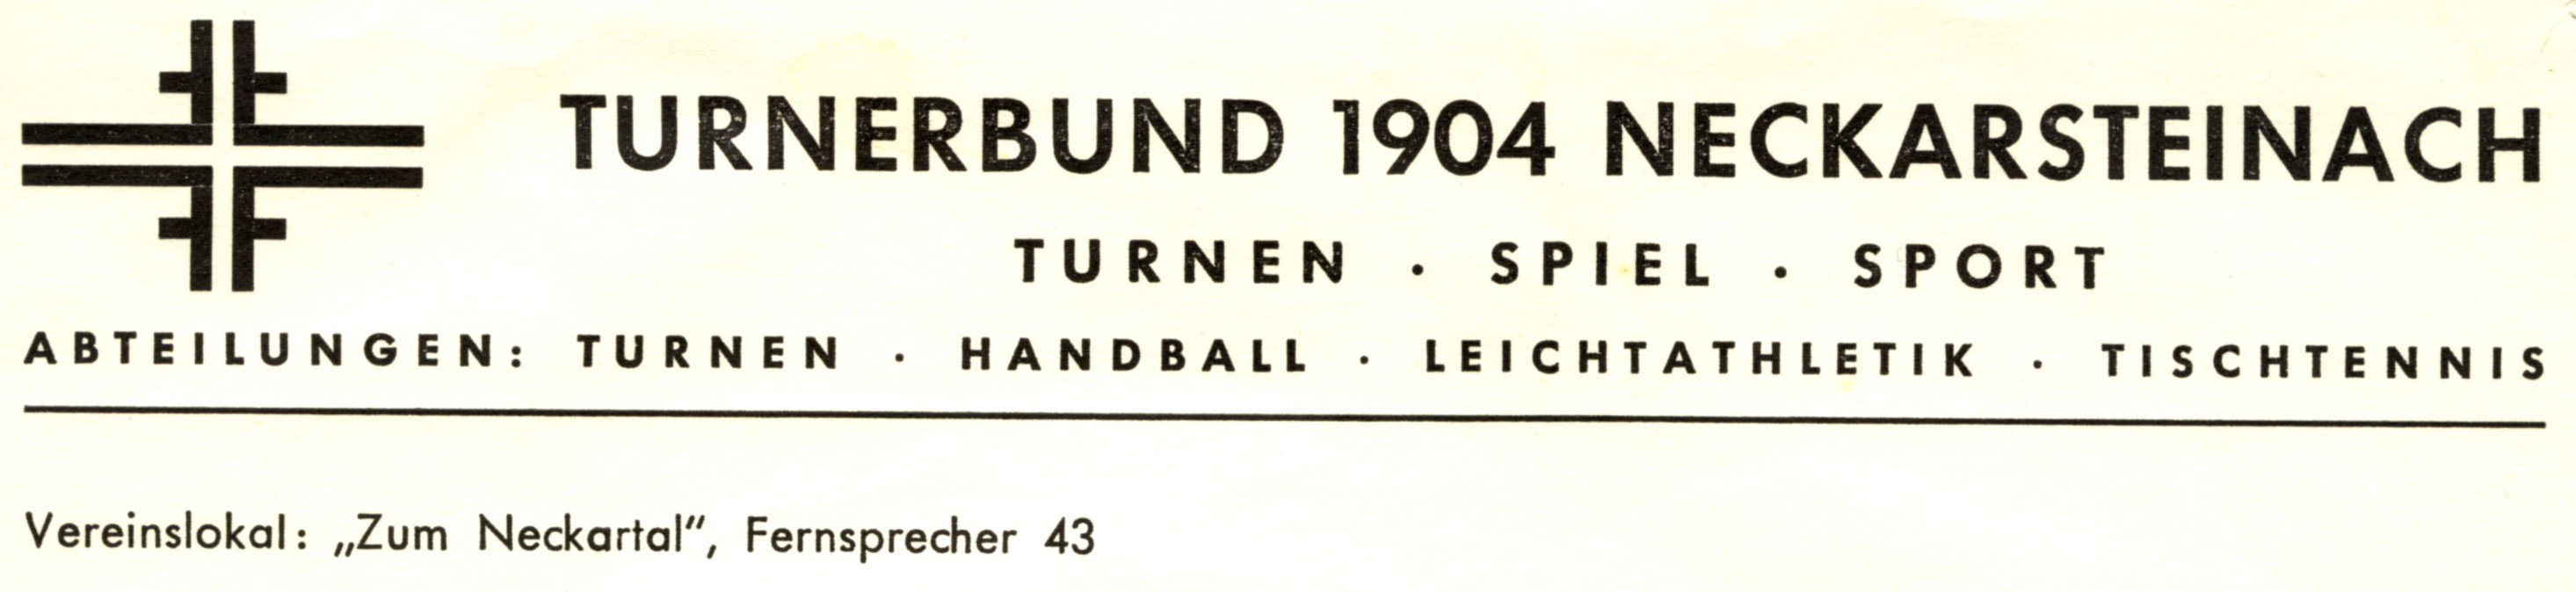 TURNERBUND 1904 NECKARSTEINACH
TURNEN · SPIEL · SPORT
ABTEILUNGEN: TURNEN · HANDBALL · LEICHTATHLETIK · TISCHTENNIS
Vereinslokal: „Zum Neckartal“, Fernsprecher 43